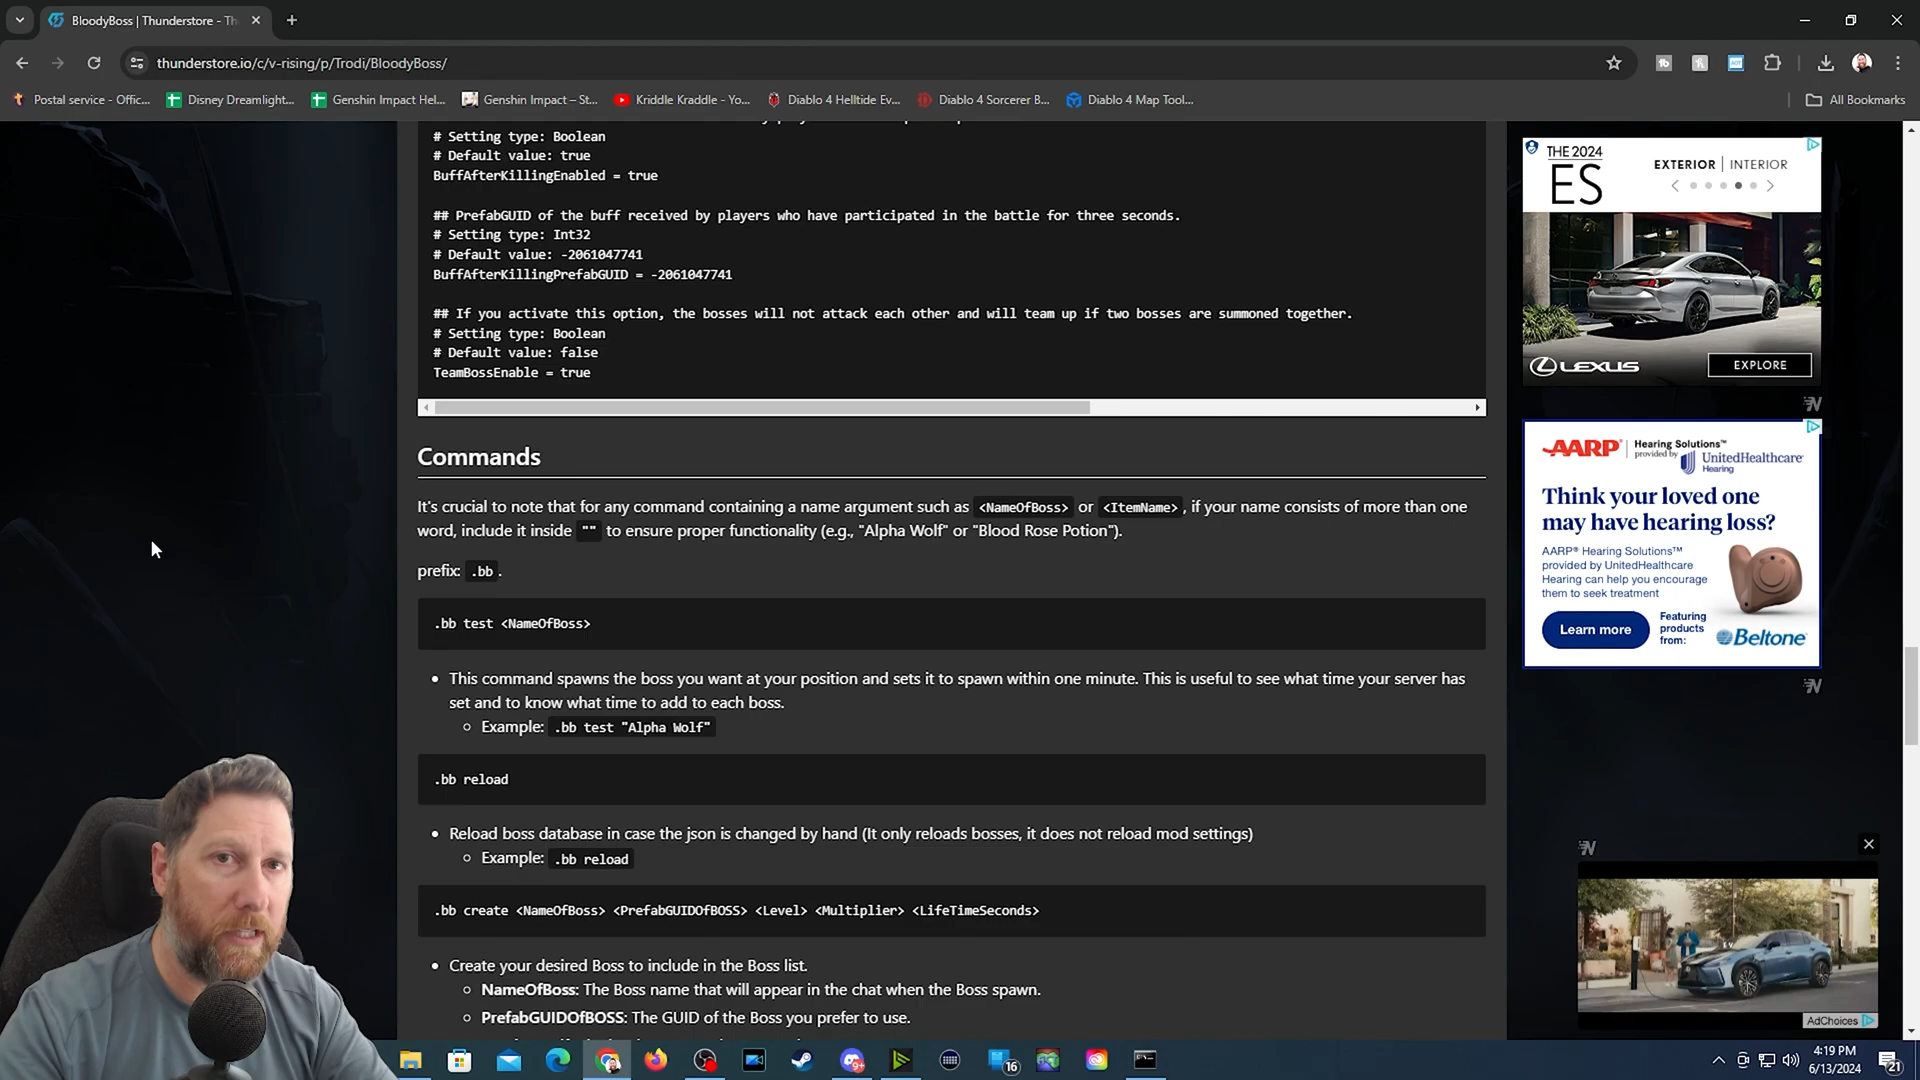 BloodyBoss | Thunderstore - Th
thunderstore.io/c/v-rising/p/Trodi/BloodyBoss/
Postal service - Offic...
Disney Dreamlight...
Genshin Impact Hel...
Genshin Impact – St...
Kriddle Kraddle - Yo...
Diablo 4 Helltide Ev...
Diablo 4 Sorcerer B...
Diablo 4 Map Tool...
All Bookmarks
# Setting type: Boolean
# Default value: true
BuffAfterKillingEnabled = true
## PrefabGUID of the buff received by players who have participated in the battle for three seconds.
# Setting type: Int32
# Default value: -2061047741
BuffAfterKillingPrefabGUID = -2061047741
## If you activate this option, the bosses will not attack each other and will team up if two bosses are summoned together.
# Setting type: Boolean
# Default value: false
TeamBossEnable = true
Commands
It's crucial to note that for any command containing a name argument such as <NameOfBoss> or <ItemName>, if your name consists of more than one
word, include it inside "" to ensure proper functionality (e.g., "Alpha Wolf" or "Blood Rose Potion").
prefix: .bb.
.bb test <NameOfBoss>
• This command spawns the boss you want at your position and sets it to spawn within one minute. This is useful to see what time your server has
set and to know what time to add to each boss.
Example: .bb test "Alpha Wolf"
.bb reload
• Reload boss database in case the json is changed by hand (It only reloads bosses, it does not reload mod settings)
Example: .bb reload
.bb create <NameOfBoss> <PrefabGUIDOfBOSS> <Level> <Multiplier> <LifeTimeSeconds>
• Create your desired Boss to include in the Boss list.
NameOfBoss: The Boss name that will appear in the chat when the Boss spawn.
PrefabGUIDOfBOSS: The GUID of the Boss you prefer to use.
THE 2024
ES
EXTERIOR | INTERIOR
LEXUS
EXPLORE
AARP
Hearing Solutions™
provided by
UnitedHealthcare
Hearing
Think your loved one
may have hearing loss?
AARP® Hearing Solutions™
provided by UnitedHealthcare
Hearing can help you encourage
them to seek treatment
Learn more
Featuring
products
from:
Beltone
AdChoices
9+
16
4:19 PM
6/13/2024
21